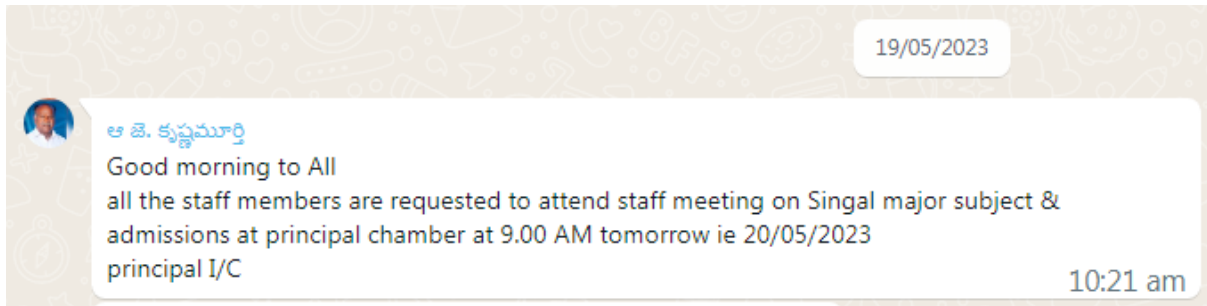 19/05/2023
ఆ జె. కృష్ణమూర్తి
Good morning to All
all the staff members are requested to attend staff meeting on Singal major subject &
admissions at principal chamber at 9.00 AM tomorrow ie 20/05/2023
principal I/C
10:21 am